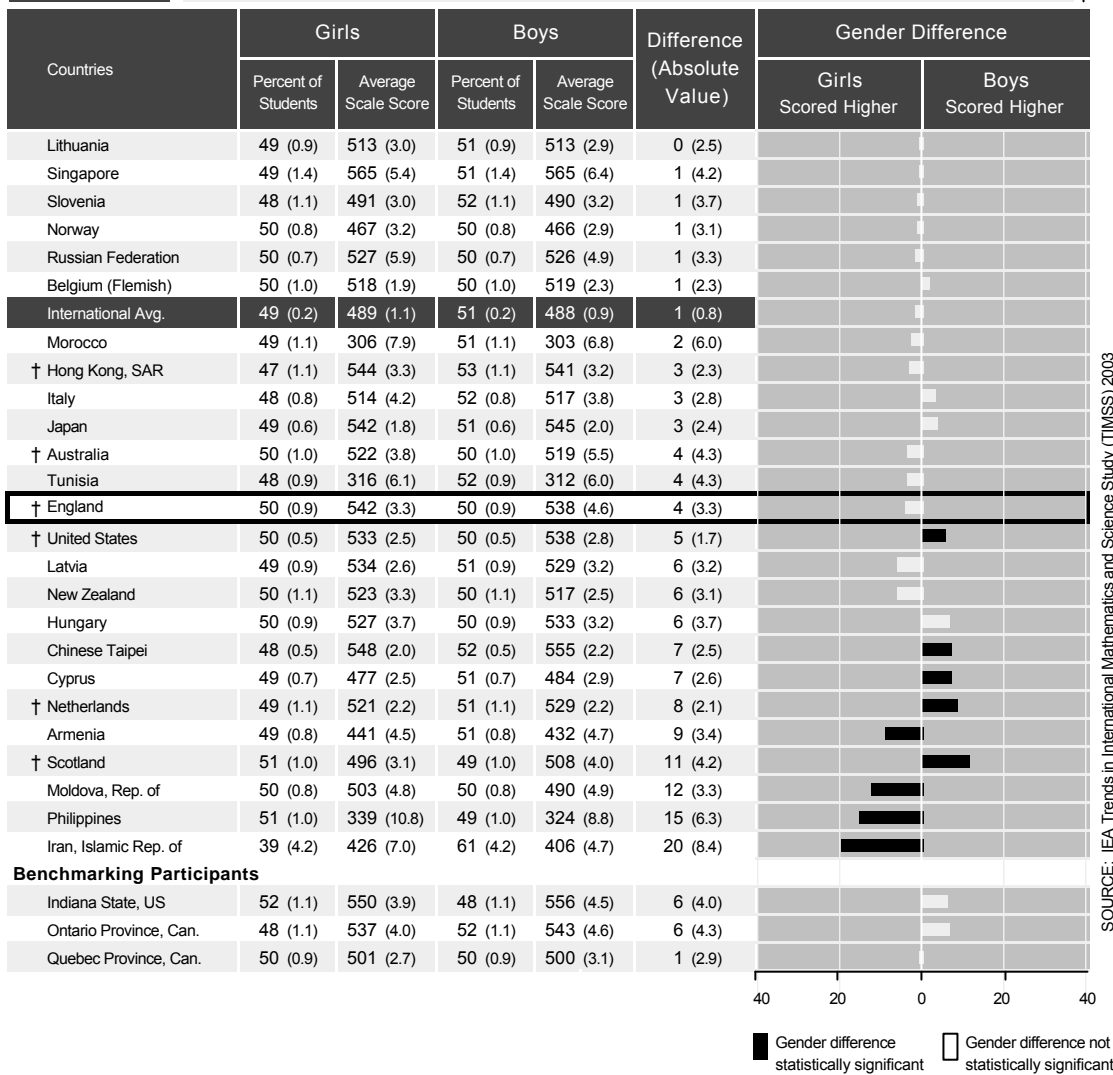 Countries Girls Boys Difference (Absolute Value) Gender Difference
Percent of Students Average Scale Score Percent of Students Average Scale Score Girls Scored Higher Boys Scored Higher
Lithuania 49 (0.9) 513 (3.0) 51 (0.9) 513 (2.9) 0 (2.5)
Singapore 49 (1.4) 565 (5.4) 51 (1.4) 565 (6.4) 1 (4.2)
Slovenia 48 (1.1) 491 (3.0) 52 (1.1) 490 (3.2) 1 (3.7)
Norway 50 (0.8) 467 (3.2) 50 (0.8) 466 (2.9) 1 (3.1)
Russian Federation 50 (0.7) 527 (5.9) 50 (0.7) 526 (4.9) 1 (3.3)
Belgium (Flemish) 50 (1.0) 518 (1.9) 50 (1.0) 519 (2.3) 1 (2.3)
International Avg. 49 (0.2) 489 (1.1) 51 (0.2) 488 (0.9) 1 (0.8)
Morocco 49 (1.1) 306 (7.9) 51 (1.1) 303 (6.8) 2 (6.0)
† Hong Kong, SAR 47 (1.1) 544 (3.3) 53 (1.1) 541 (3.2) 3 (2.3)
Italy 48 (0.8) 514 (4.2) 52 (0.8) 517 (3.8) 3 (2.8)
Japan 49 (0.6) 542 (1.8) 51 (0.6) 545 (2.0) 3 (2.4)
† Australia 50 (1.0) 522 (3.8) 50 (1.0) 519 (5.5) 4 (4.3)
Tunisia 48 (0.9) 316 (6.1) 52 (0.9) 312 (6.0) 4 (4.3)
† England 50 (0.9) 542 (3.3) 50 (0.9) 538 (4.6) 4 (3.3)
† United States 50 (0.5) 533 (2.5) 50 (0.5) 538 (2.8) 5 (1.7)
Latvia 49 (0.9) 534 (2.6) 51 (0.9) 529 (3.2) 6 (3.2)
New Zealand 50 (1.1) 523 (3.3) 50 (1.1) 517 (2.5) 6 (3.1)
Hungary 50 (0.9) 527 (3.7) 50 (0.9) 533 (3.2) 6 (3.7)
Chinese Taipei 48 (0.5) 548 (2.0) 52 (0.5) 555 (2.2) 7 (2.5)
Cyprus 49 (0.7) 477 (2.5) 51 (0.7) 484 (2.9) 7 (2.6)
† Netherlands 49 (1.1) 521 (2.2) 51 (1.1) 529 (2.2) 8 (2.1)
Armenia 49 (0.8) 441 (4.5) 51 (0.8) 432 (4.7) 9 (3.4)
† Scotland 51 (1.0) 496 (3.1) 49 (1.0) 508 (4.0) 11 (4.2)
Moldova, Rep. of 50 (0.8) 503 (4.8) 50 (0.8) 490 (4.9) 12 (3.3)
Philippines 51 (1.0) 339 (10.8) 49 (1.0) 324 (8.8) 15 (6.3)
Iran, Islamic Rep. of 39 (4.2) 426 (7.0) 61 (4.2) 406 (4.7) 20 (8.4)
Benchmarking Participants
Indiana State, US 52 (1.1) 550 (3.9) 48 (1.1) 556 (4.5) 6 (4.0)
Ontario Province, Can. 48 (1.1) 537 (4.0) 52 (1.1) 543 (4.6) 6 (4.3)
Quebec Province, Can. 50 (0.9) 501 (2.7) 50 (0.9) 500 (3.1) 1 (2.9)
40 20 0 20 40
Gender difference statistically significant
Gender difference not statistically significant
SOURCE: IEA Trends in International Mathematics and Science Study (TIMSS) 2003